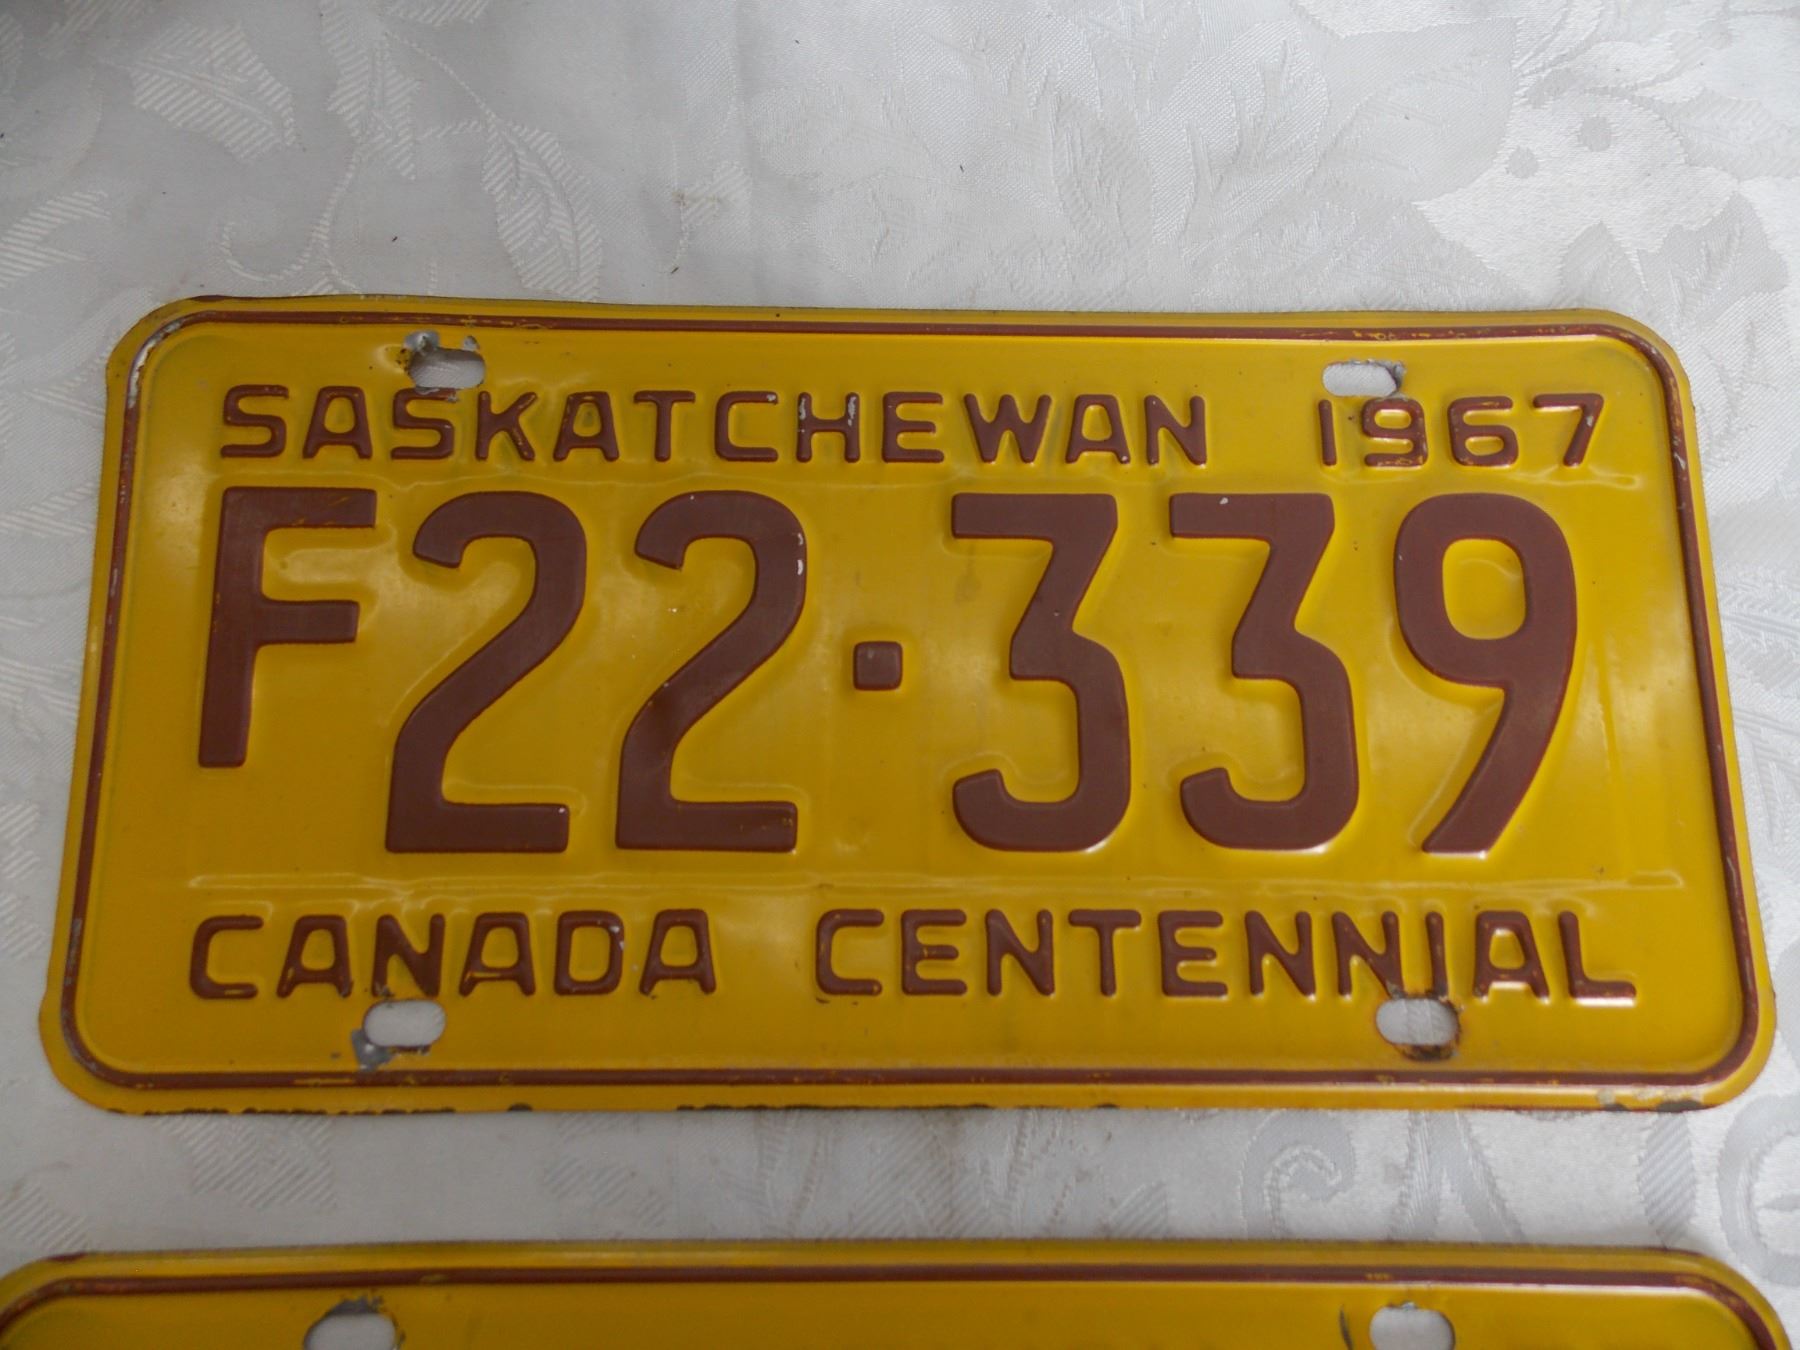 SASKATCHEWAN 1967
F22·339
CANADA CENTENNIAL